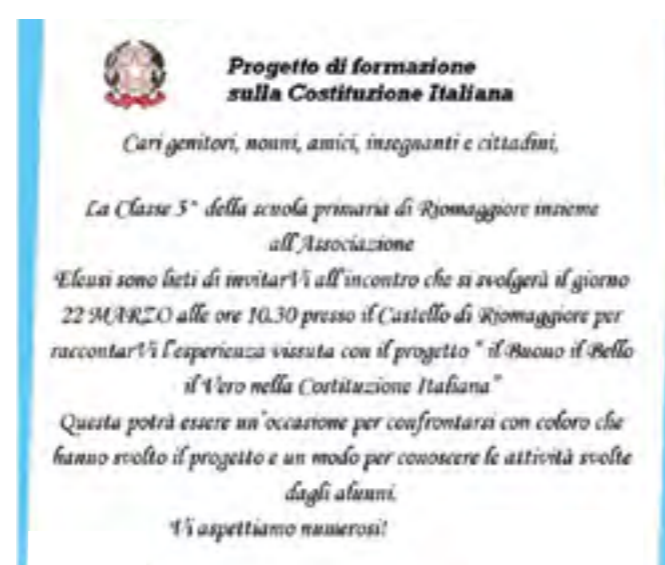 Progetto di formazione
sulla Costituzione Italiana
Cari genitori, nonni, amici, insegnanti e cittadini,
La Classe 5^ della scuola primaria di Riomaggiore insieme
all'Associazione
Eleusi sono lieti di invitarVi all'incontro che si svolgerà il giorno
22 MARZO alle ore 10.30 presso il Castello di Riomaggiore per
raccontarVi l'esperienza vissuta con il progetto " il Buono il Bello
il Vero nella Costituzione Italiana"
Questa potrà essere un'occasione per confrontarsi con coloro che
hanno svolto il progetto e un modo per conoscere le attività svolte
dagli alunni.
Vi aspettiamo numerosi!